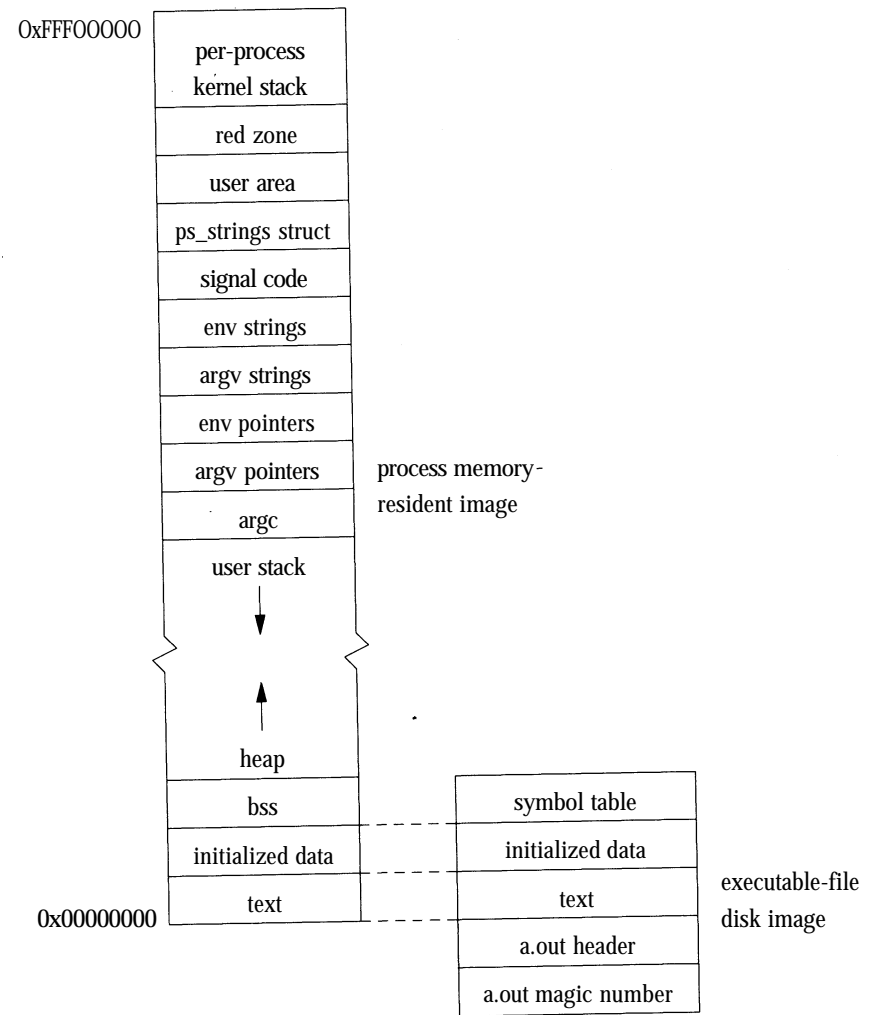 0xFFF00000
per-process
kernel stack
red zone
user area
ps_strings struct
signal code
env strings
argv strings
env pointers
argv pointers
argc
user stack
process memory-
resident image
heap
bss
initialized data
text
0x00000000
symbol table
initialized data
text
a.out header
a.out magic number
executable-file
disk image